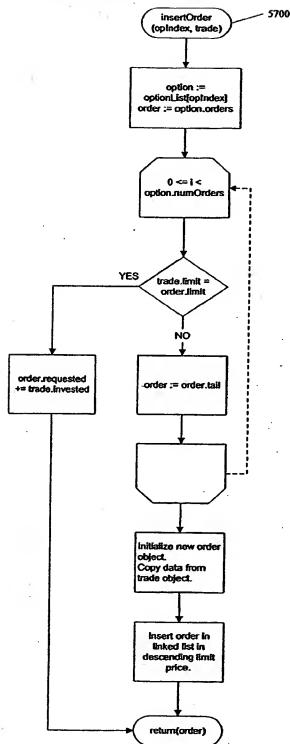 insertOrder
(opIndex, trade)
5700
option :=
optionList[opIndex]
order := option.orders
0 <= i <
option.numOrders
trade.limit =
order.limit
YES
NO
order.requested
+= trade.invested
order := order.tail
Initialize new order
object.
Copy data from
trade object.
Insert order in
linked list in
descending limit
price.
return(order)